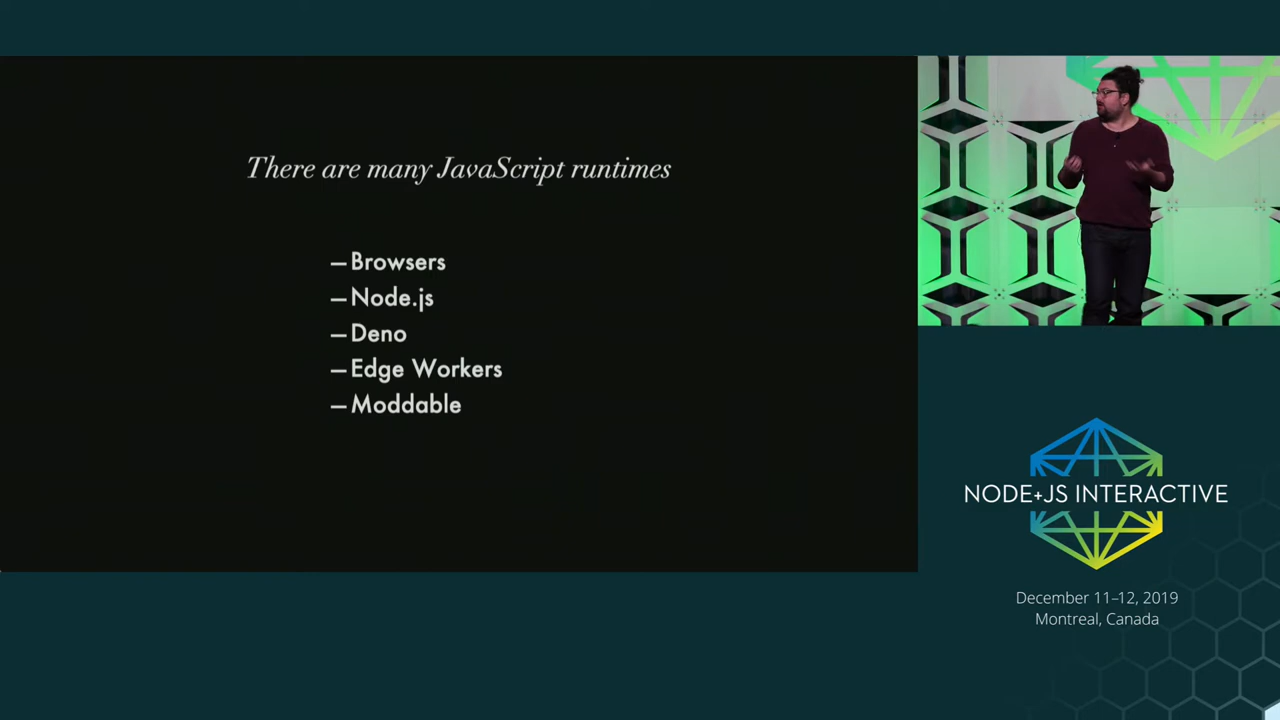 There are many JavaScript runtimes
—Browsers
—Node.js
—Deno
—Edge Workers
—Moddable
NODE+JS INTERACTIVE
December 11–12, 2019
Montreal, Canada